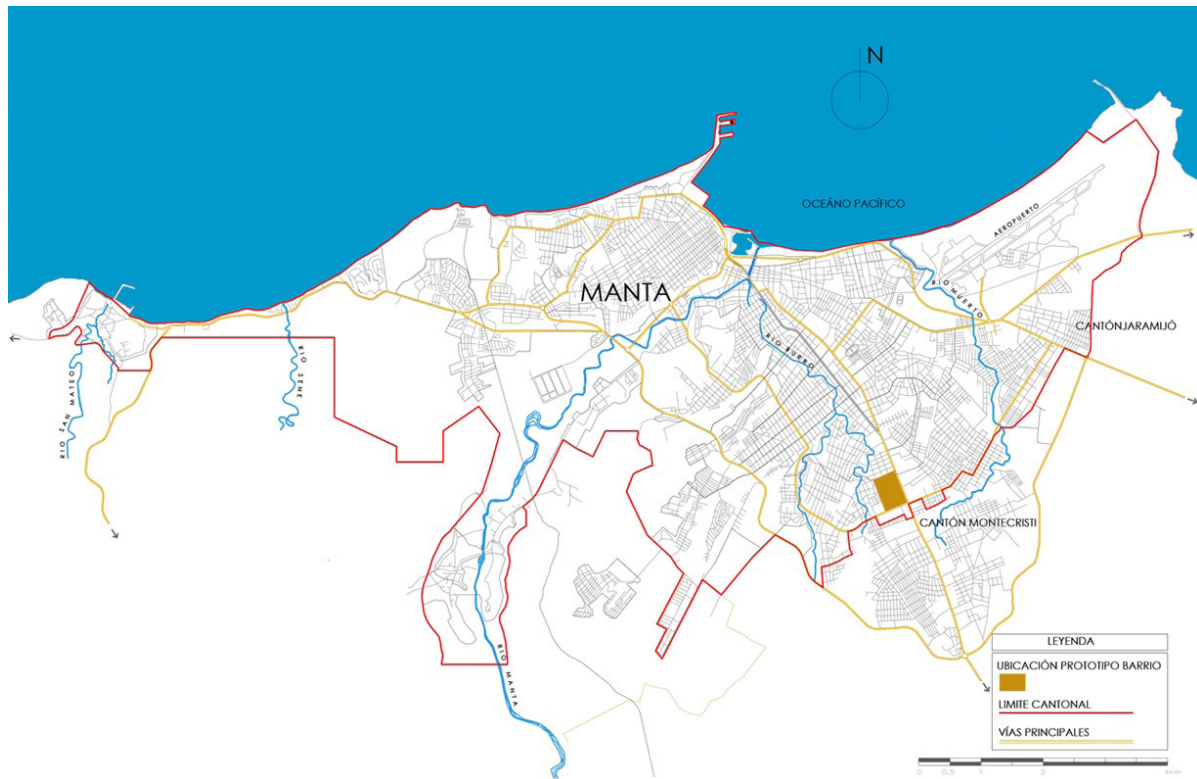 N
OCEÁNO PACÍFICO
AEROPUERTO
MANTA
RIO MUERTO
CANTÓNJARAMIJÓ
RIO BURRO
RIO SENE
RIO SAN MATEO
CANTÓN MONTECRISTI
RIO MANTA
LEYENDA
UBICACIÓN PROTOTIPO BARRIO
LIMITE CANTONAL
VÍAS PRINCIPALES
0 0,5 1 2 4km